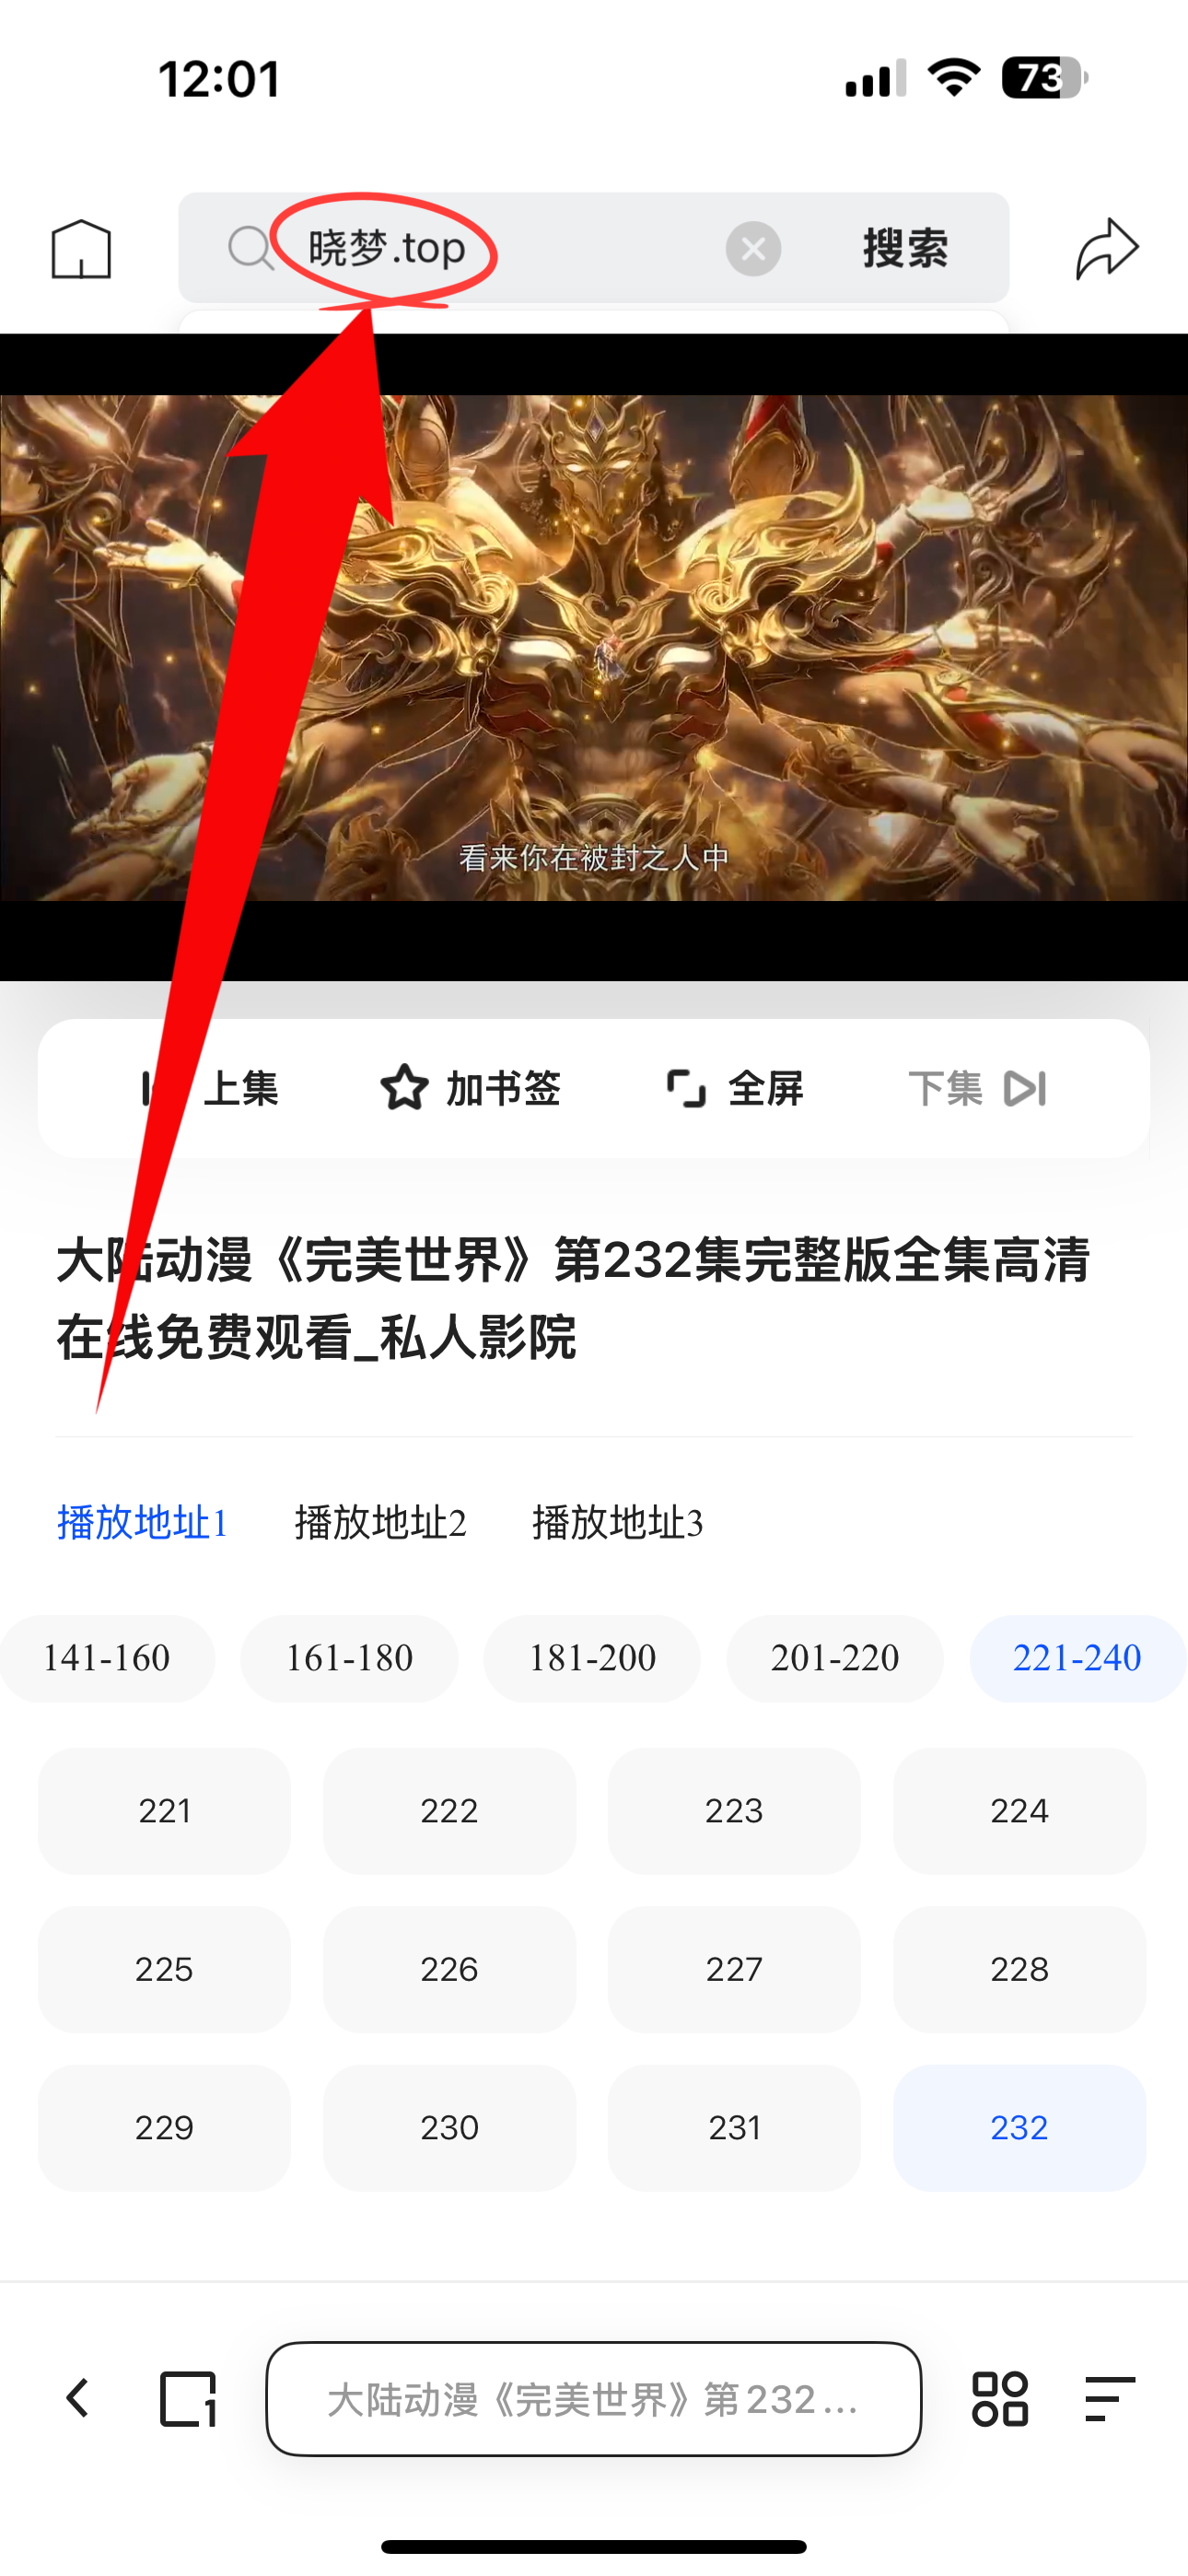 12:01
73
晓梦.top
搜索
看来你在被封之人中
上集
加书签
全屏
下集
大陆动漫《完美世界》第232集完整版全集高清
在线免费观看_私人影院
播放地址1 播放地址2 播放地址3
141-160 161-180 181-200 201-220 221-240
221 222 223 224
225 226 227 228
229 230 231 232
1
大陆动漫《完美世界》第232...